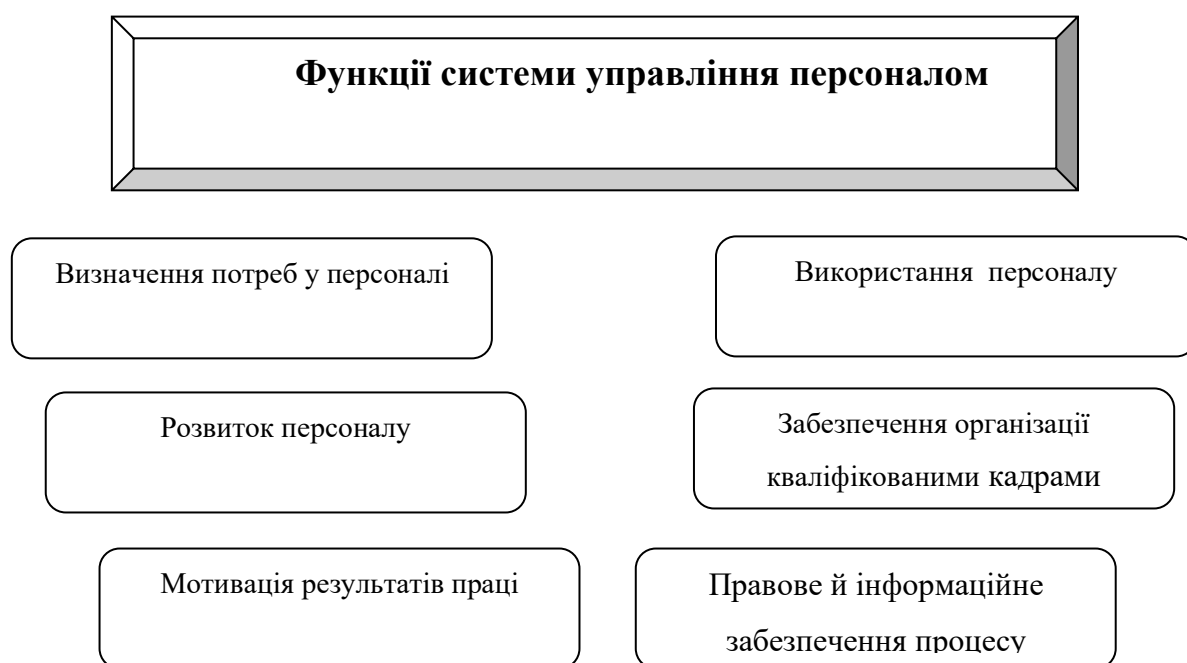 Функції системи управління персоналом
Визначення потреб у персоналі
Використання персоналу
Розвиток персоналу
Забезпечення організації
кваліфікованими кадрами
Мотивація результатів праці
Правове й інформаційне
забезпечення процесу